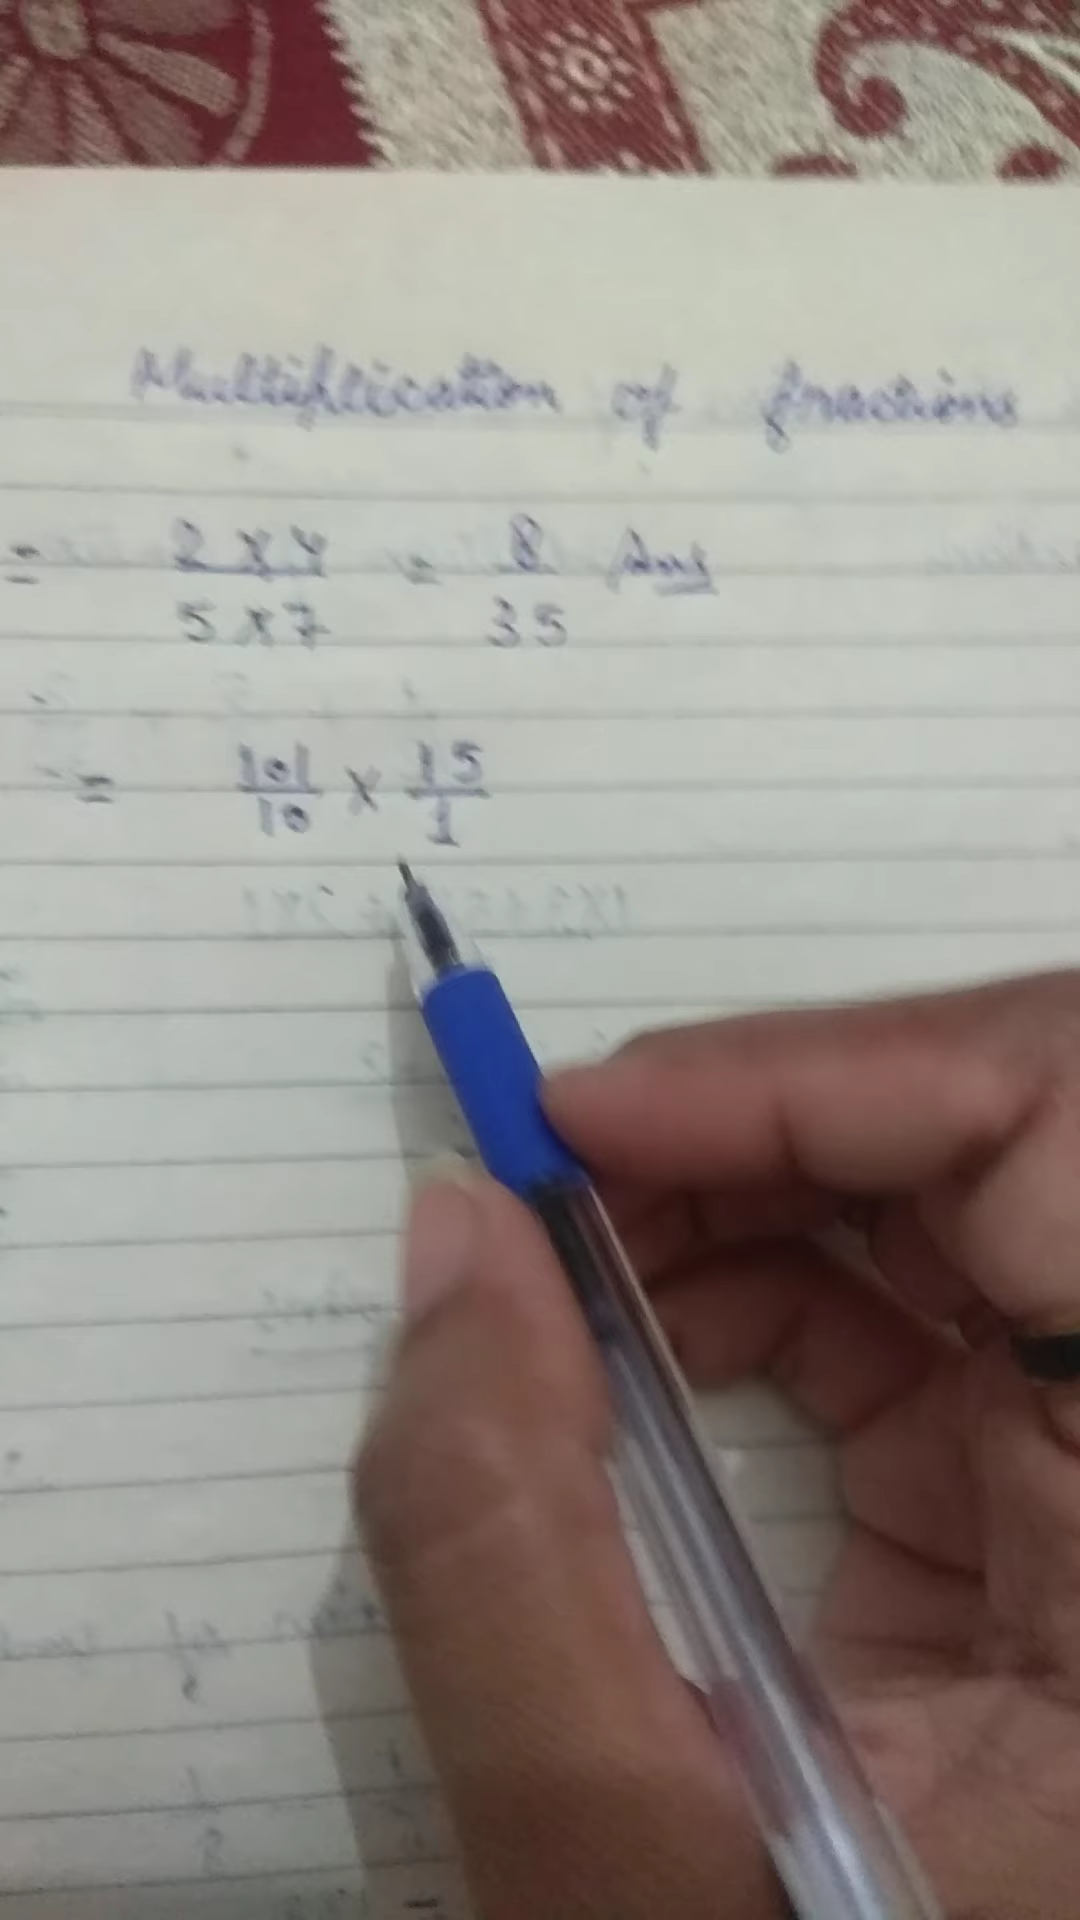 Multiplication of fractions
= 2 x 4 / 5 x 7 = 8 / 35 Ans
= 101/10 x 15/1